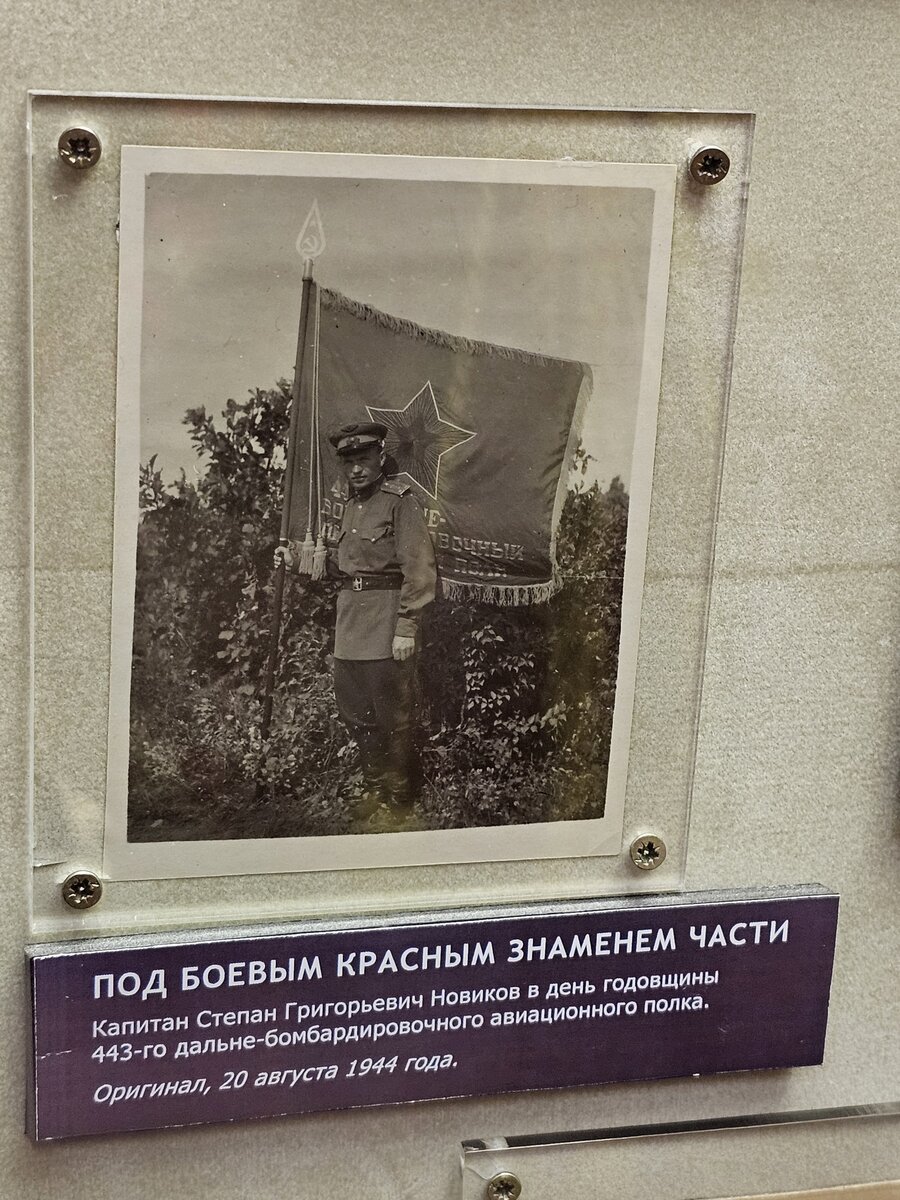 ВОЧНЫЙ
ПОД БОЕВЫМ КРАСНЫМ ЗНАМЕНЕМ ЧАСТИ
Капитан Степан Григорьевич Новиков в день годовщины
443-го дальне-бомбардировочного авиационного полка.
Оригинал, 20 августа 1944 года.